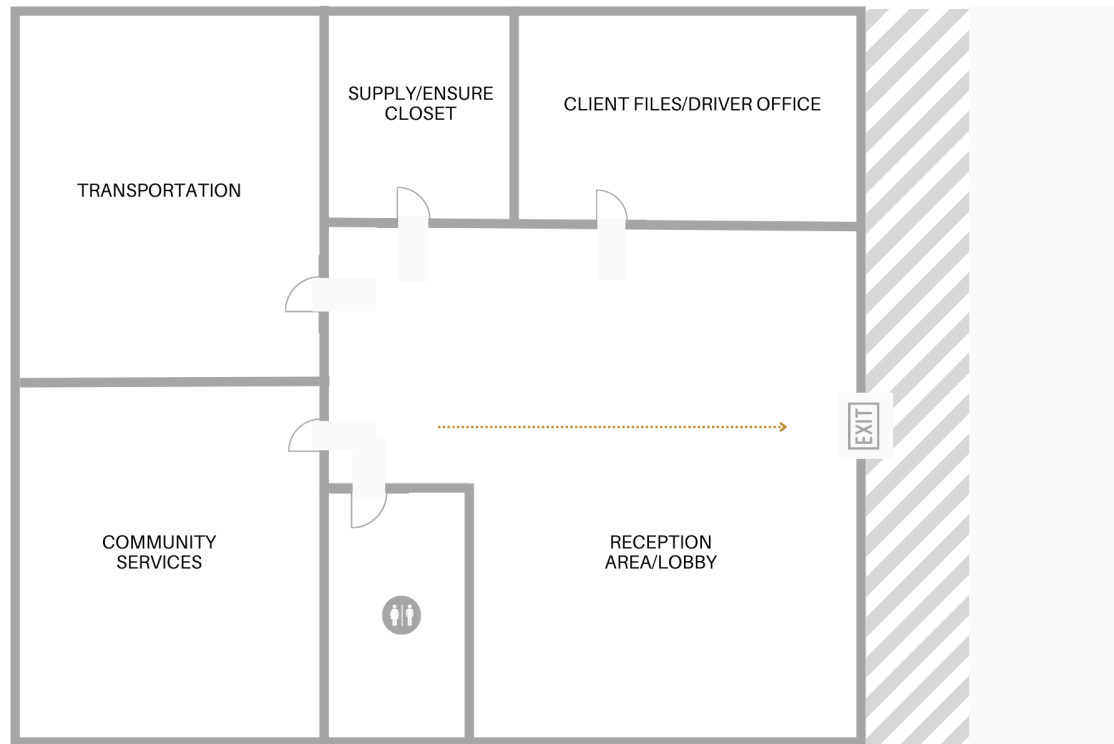 SUPPLY/ENSURE
CLOSET
CLIENT FILES/DRIVER OFFICE
TRANSPORTATION
EXIT
COMMUNITY
SERVICES
RECEPTION
AREA/LOBBY